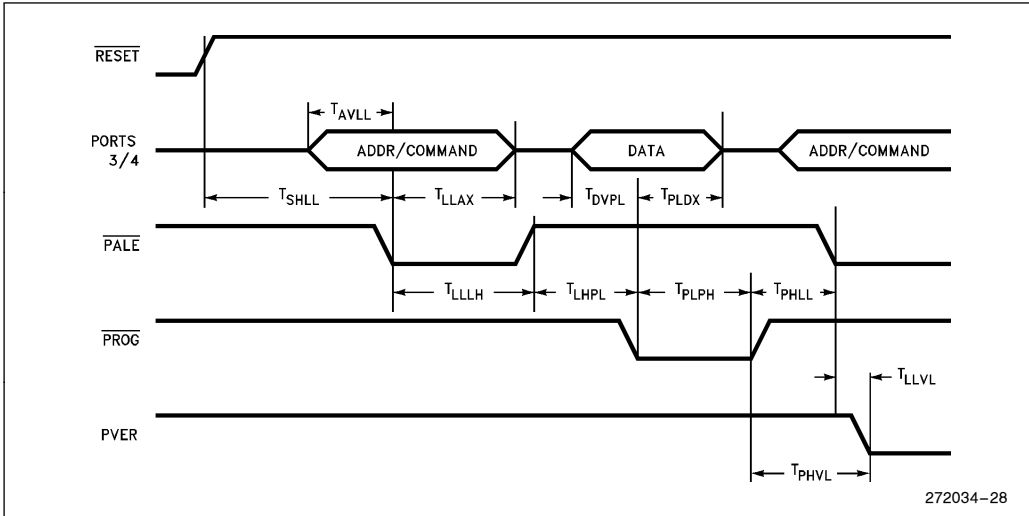 RESET
T_AVLL
PORTS 3/4
ADDR/COMMAND
DATA
ADDR/COMMAND
T_SHLL
T_LLAX
T_DVPL
T_PLDX
PALE
T_LLLH
T_LHPL
T_PLPH
T_PHLL
PROG
T_LLVL
PVER
T_PHVL
272034-28